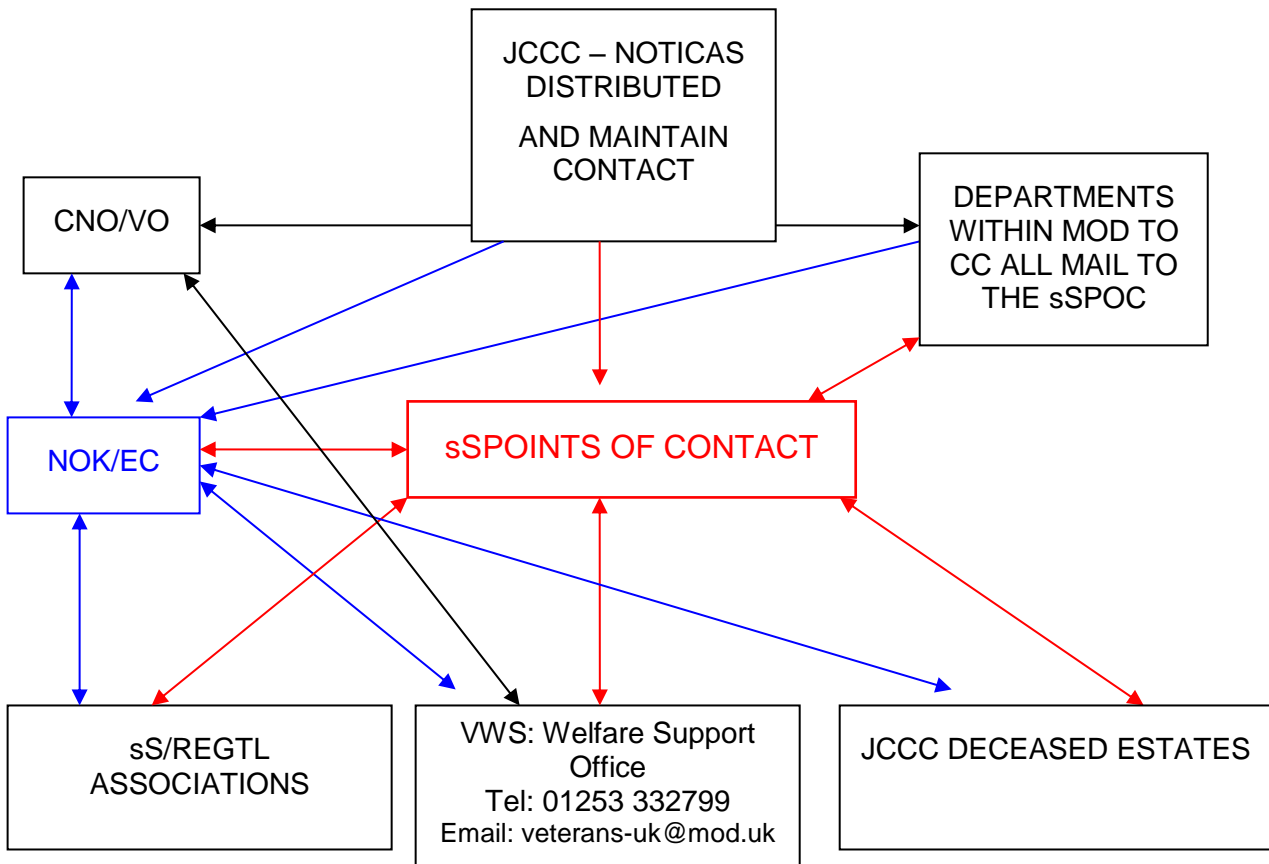 JCCC – NOTICAS
DISTRIBUTED
AND MAINTAIN
CONTACT
CNO/VO
DEPARTMENTS
WITHIN MOD TO
CC ALL MAIL TO
THE sSPOC
NOK/EC
sSPOINTS OF CONTACT
sS/REGTL
ASSOCIATIONS
VWS: Welfare Support
Office
Tel: 01253 332799
Email: veterans-uk@mod.uk
JCCC DECEASED ESTATES